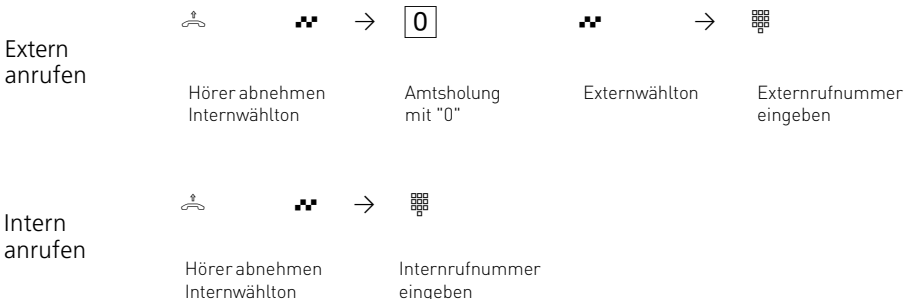 Extern
anrufen
0
Hörer abnehmen
Internwählton
Amtsholung
mit "0"
Externwählton
Externrufnummer
eingeben
Intern
anrufen
Hörer abnehmen
Internwählton
Internrufnummer
eingeben